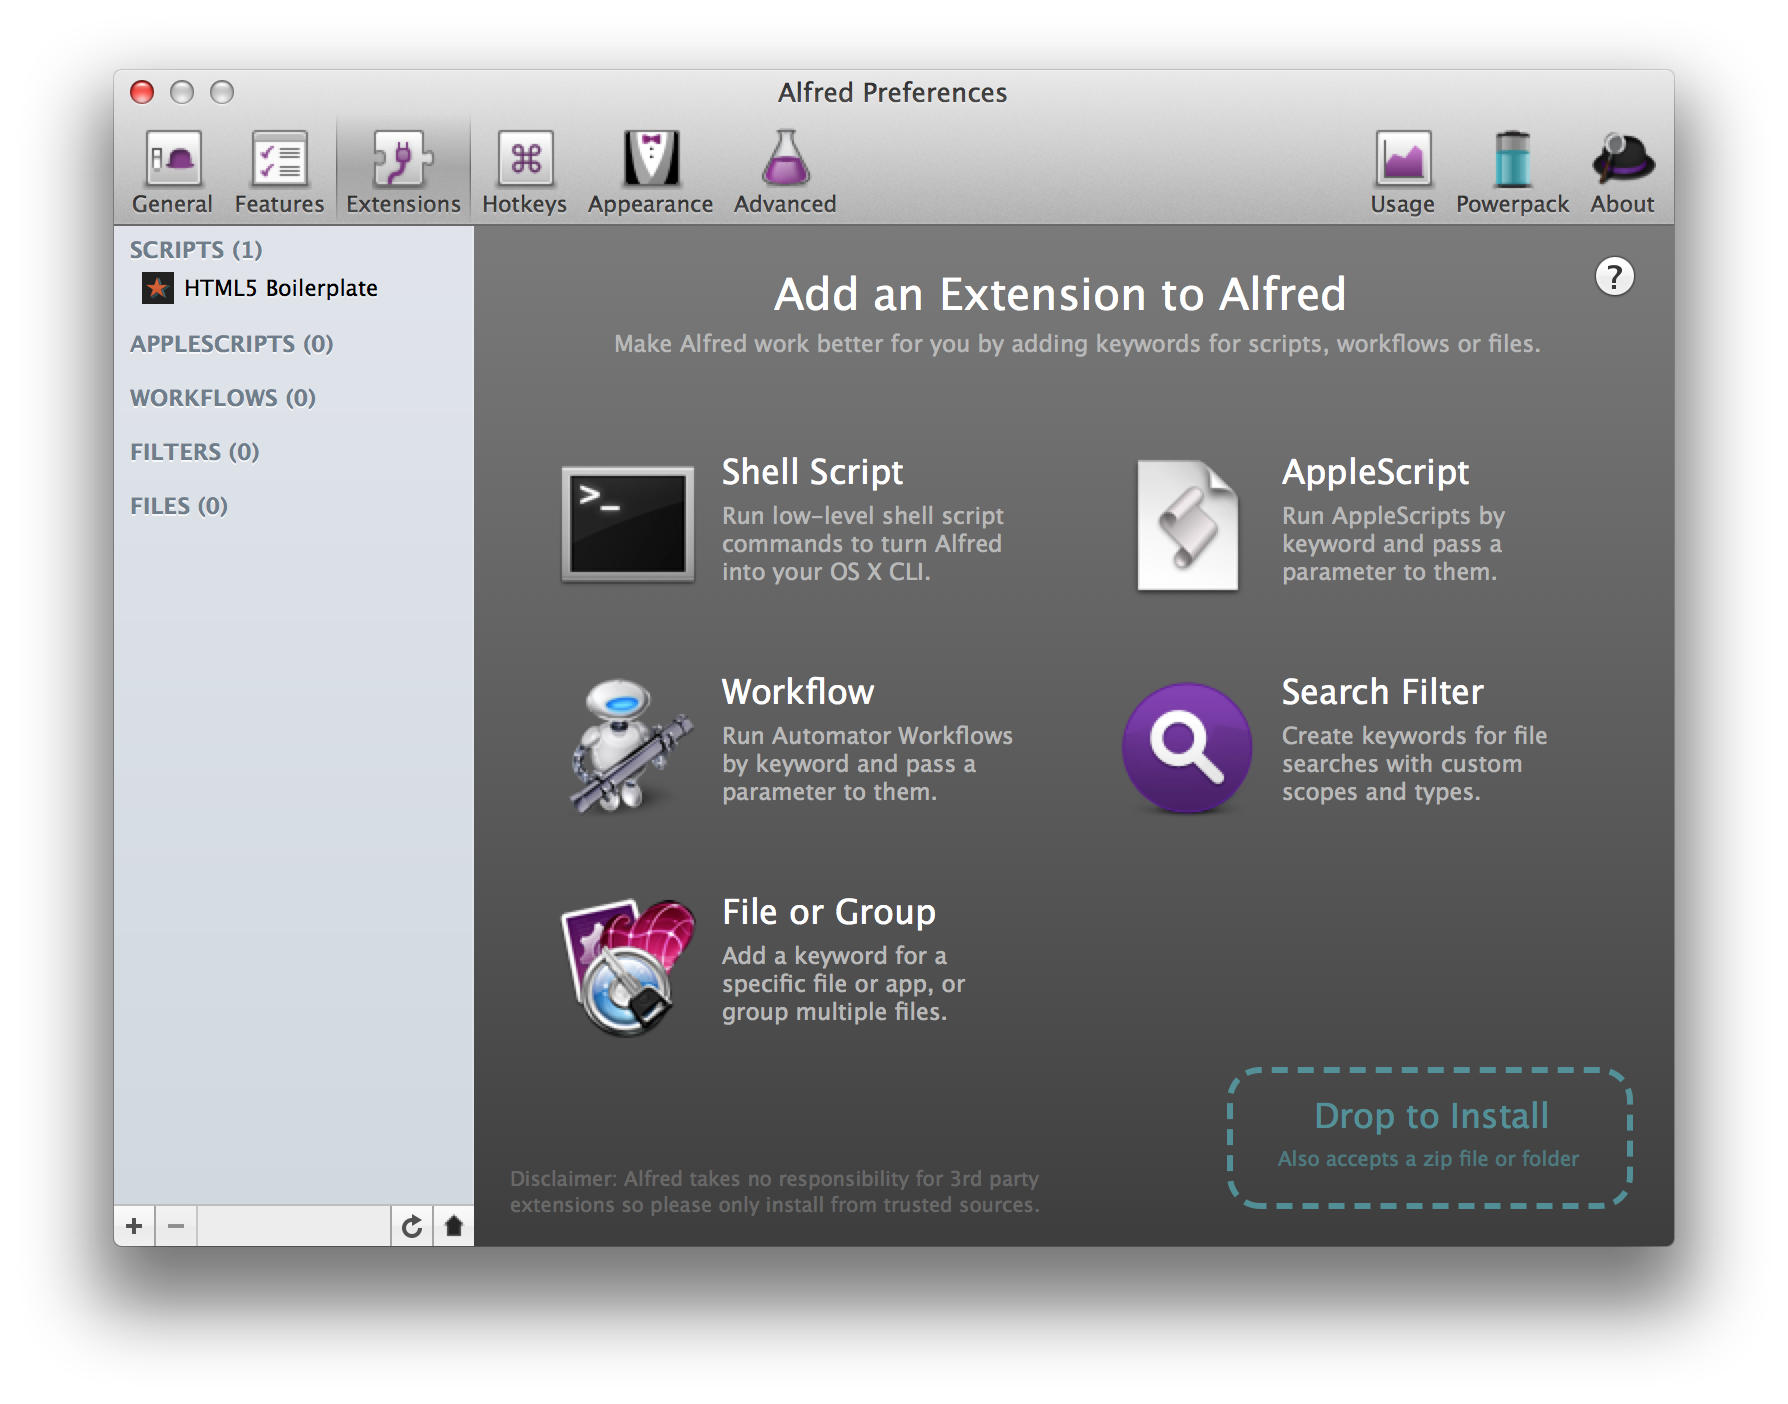 Alfred Preferences
General Features Extensions Hotkeys Appearance Advanced Usage Powerpack About
SCRIPTS (1)
HTML5 Boilerplate
APPLESCRIPTS (0)
WORKFLOWS (0)
FILTERS (0)
FILES (0)
Add an Extension to Alfred
?
Make Alfred work better for you by adding keywords for scripts, workflows or files.
>_
Shell Script
Run low-level shell script
commands to turn Alfred
into your OS X CLI.
AppleScript
Run AppleScripts by
keyword and pass a
parameter to them.
Workflow
Run Automator Workflows
by keyword and pass a
parameter to them.
Search Filter
Create keywords for file
searches with custom
scopes and types.
File or Group
Add a keyword for a
specific file or app, or
group multiple files.
Drop to Install
Also accepts a zip file or folder
Disclaimer: Alfred takes no responsibility for 3rd party
extensions so please only install from trusted sources.